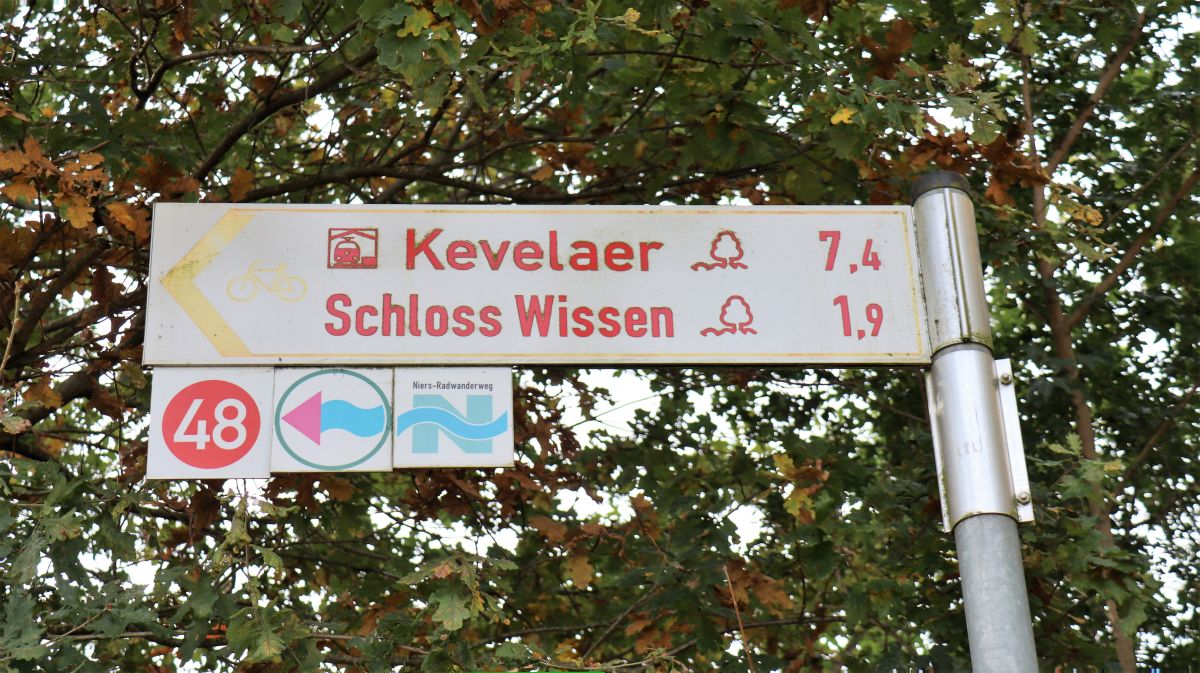 Kevelaer 7,4
Schloss Wissen 1,9
48
Niers-Radwanderweg
N